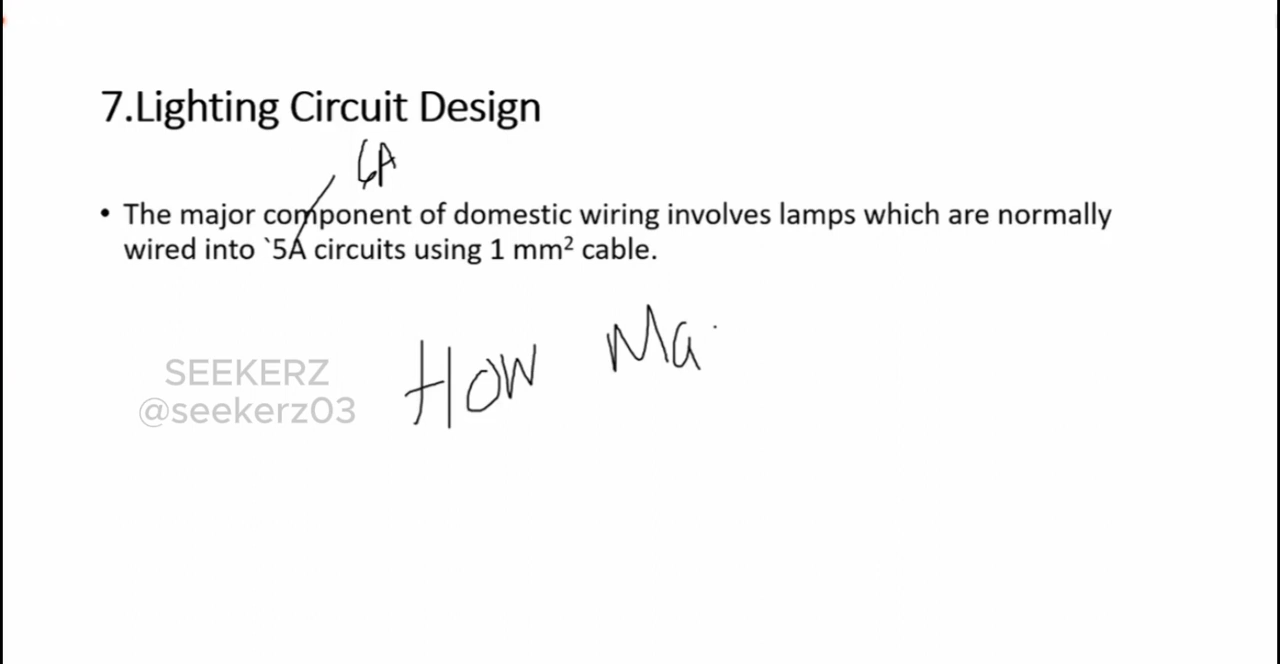 7.Lighting Circuit Design
6A
• The major component of domestic wiring involves lamps which are normally
wired into `5A circuits using 1 mm² cable.
How Ma
SEEKERZ
@seekerz03